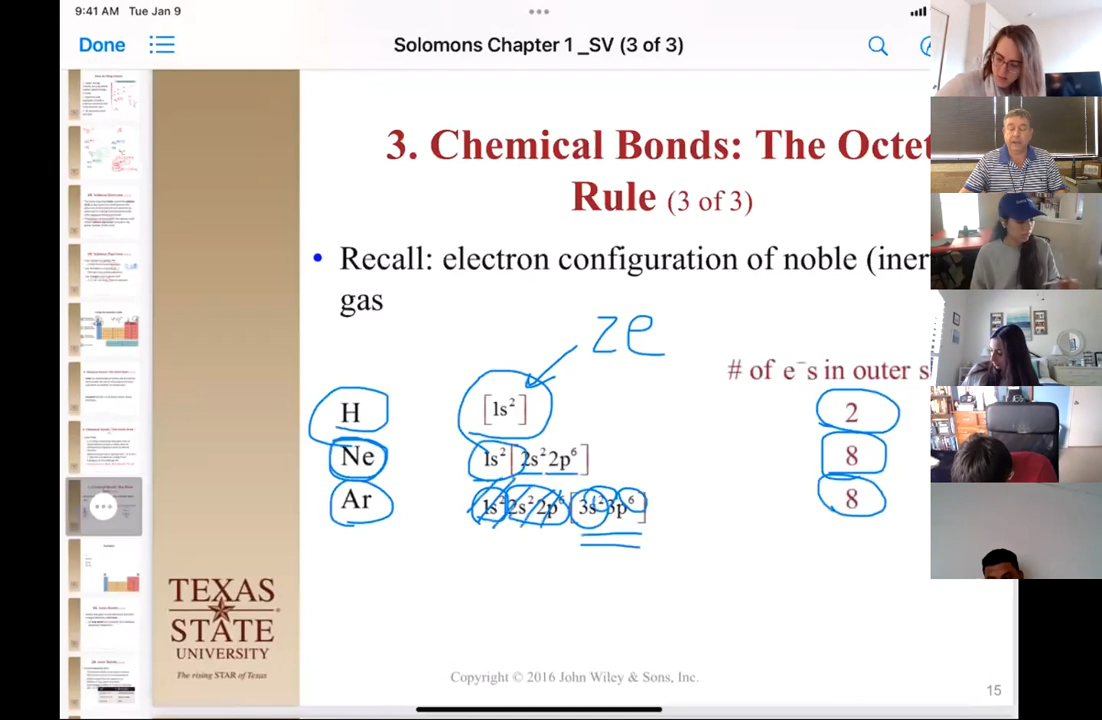 9:41 AM Tue Jan 9
Done
Solomons Chapter 1 _SV (3 of 3)
3. Chemical Bonds: The Octet
Rule (3 of 3)
• Recall: electron configuration of noble (iner
gas
2e
# of e⁻s in outer s
H [1s²] 2
Ne 1s² [2s² 2p⁶] 8
Ar 1s² 2s² 2p⁶ [3s² 3p⁶] 8
TEXAS
STATE
UNIVERSITY
The rising STAR of Texas
Copyright © 2016 John Wiley & Sons, Inc.
15